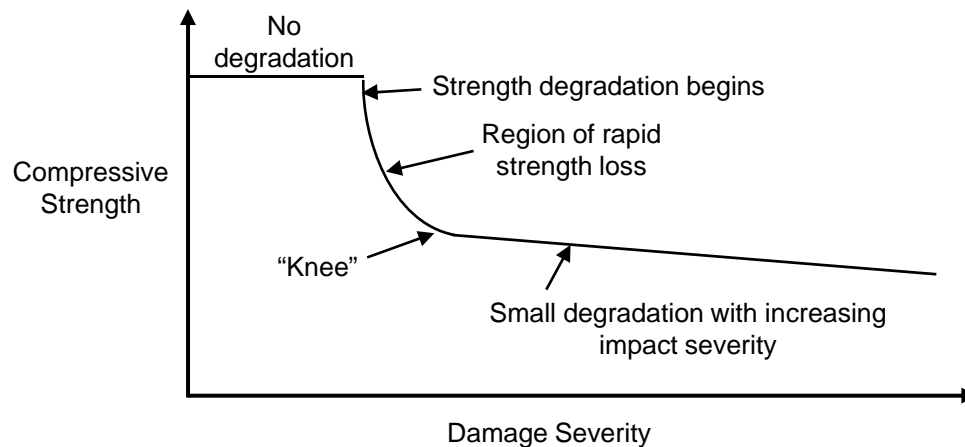 No
degradation
Strength degradation begins
Region of rapid
strength loss
Compressive
Strength
“Knee”
Small degradation with increasing
impact severity
Damage Severity